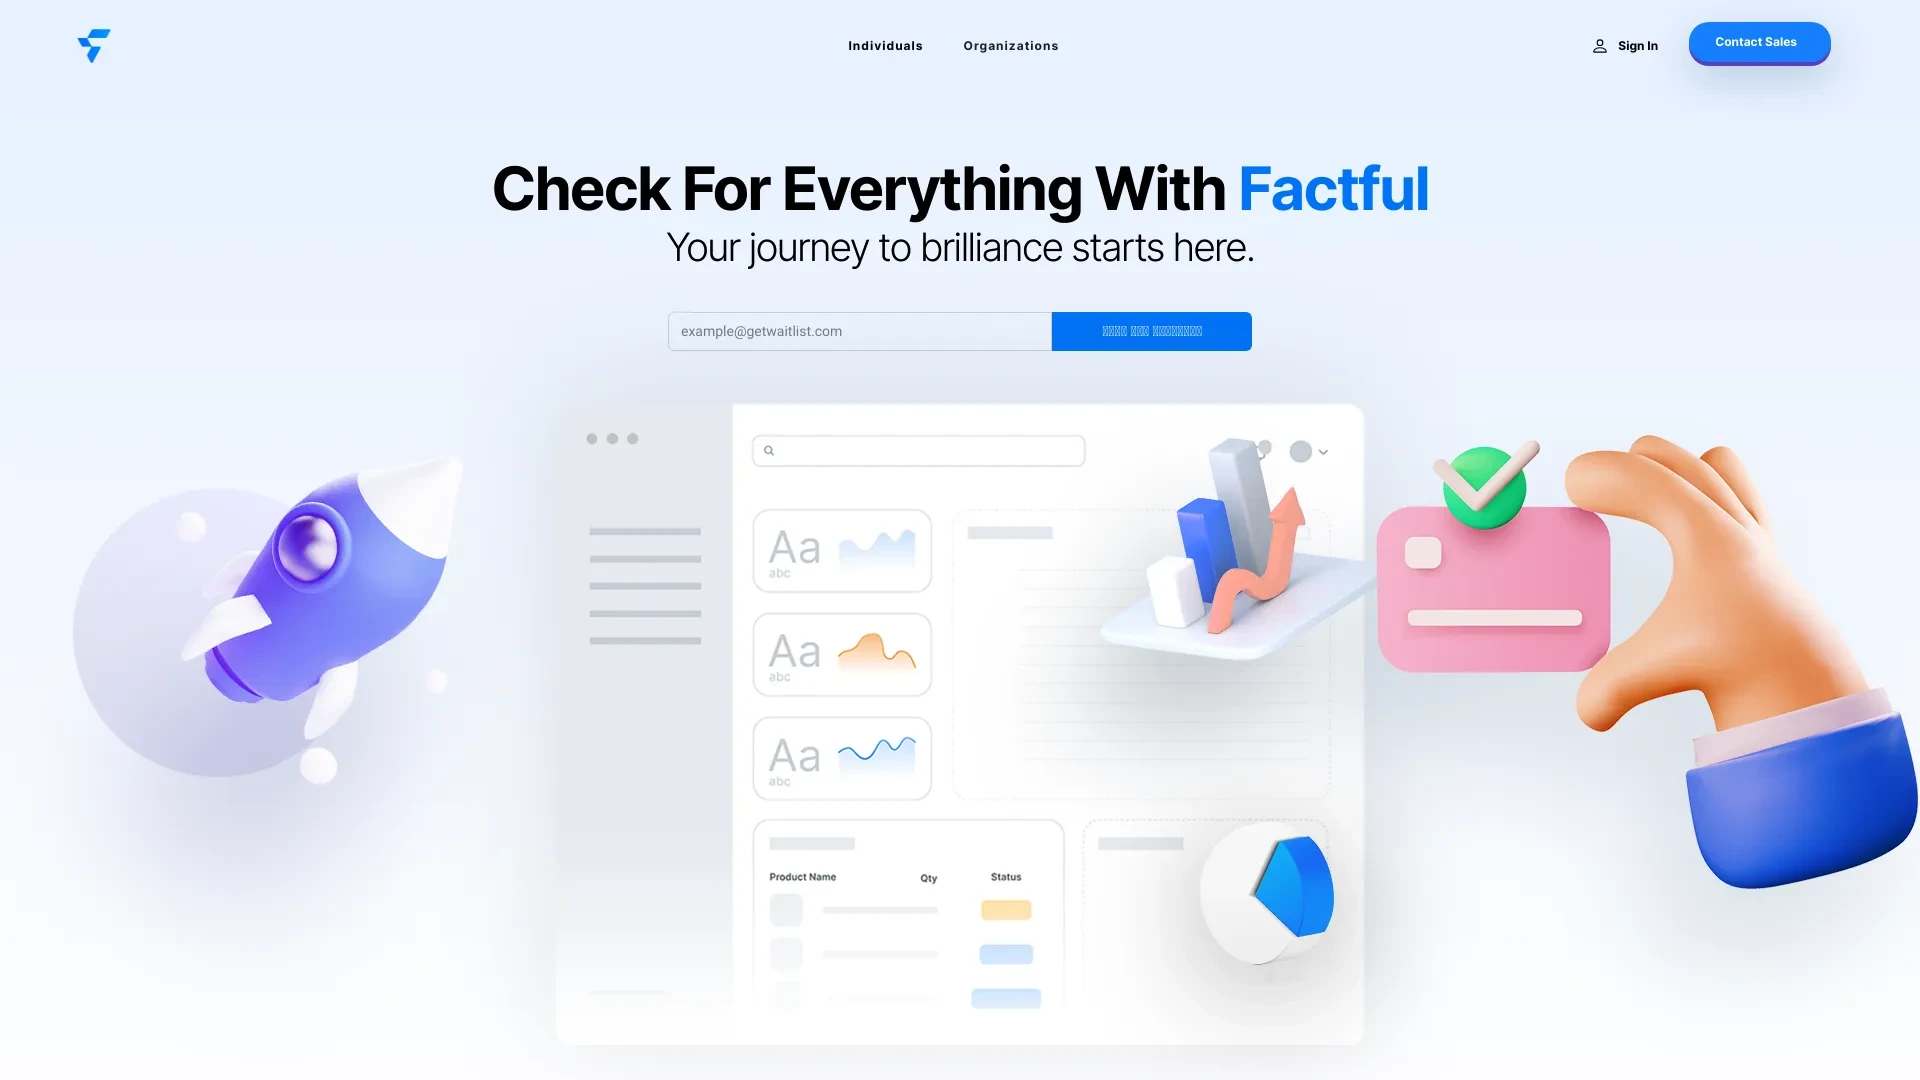 Individuals
Organizations
Sign In
Contact Sales
Check For Everything With Factful
Your journey to brilliance starts here.
example@getwaitlist.com
Aa
abc
Aa
abc
Aa
abc
Product Name
Qty
Status